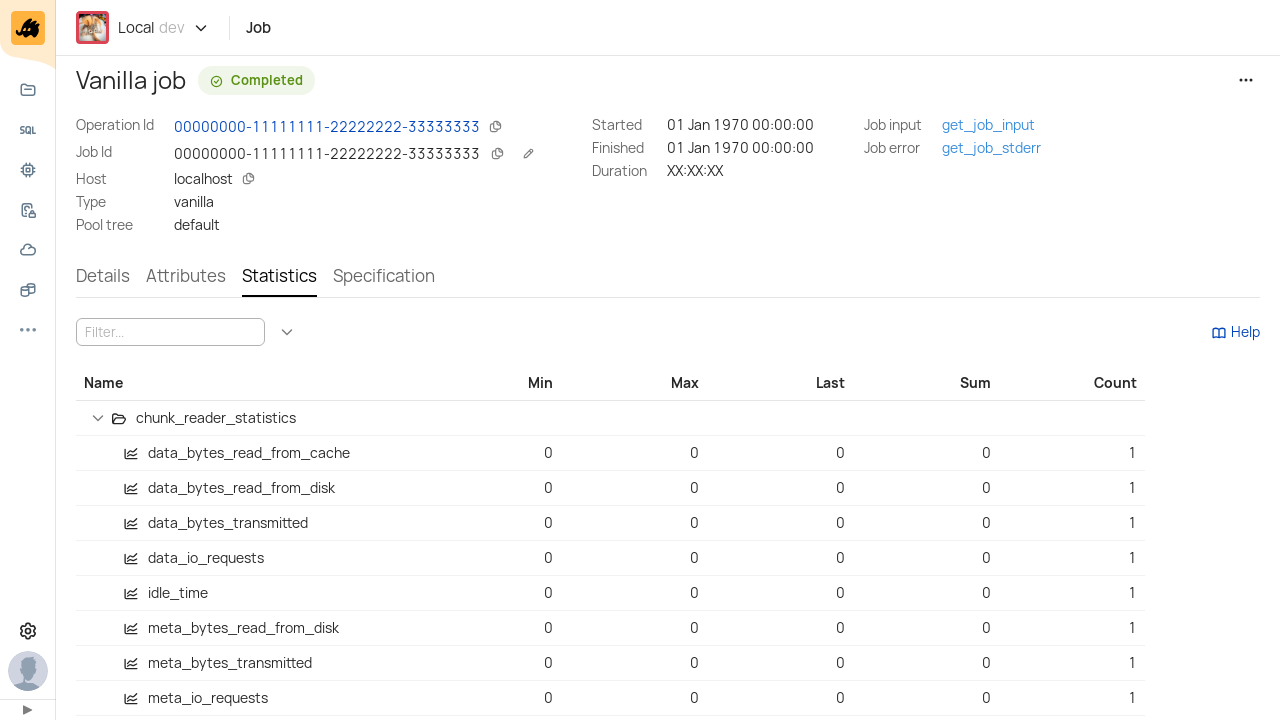 Local dev Job
Vanilla job Completed
Operation Id 00000000-11111111-22222222-33333333
Job Id 00000000-11111111-22222222-33333333
Host localhost
Type vanilla
Pool tree default
Started 01 Jan 1970 00:00:00
Finished 01 Jan 1970 00:00:00
Duration XX:XX:XX
Job input get_job_input
Job error get_job_stderr
SQL
Details Attributes Statistics Specification
Filter... Help
Name Min Max Last Sum Count
chunk_reader_statistics
data_bytes_read_from_cache 0 0 0 0 1
data_bytes_read_from_disk 0 0 0 0 1
data_bytes_transmitted 0 0 0 0 1
data_io_requests 0 0 0 0 1
idle_time 0 0 0 0 1
meta_bytes_read_from_disk 0 0 0 0 1
meta_bytes_transmitted 0 0 0 0 1
meta_io_requests 0 0 0 0 1